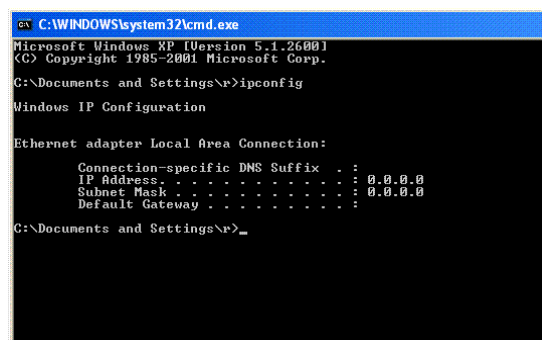 C:\WINDOWS\system32\cmd.exe
Microsoft Windows XP [Version 5.1.2600]
(C) Copyright 1985-2001 Microsoft Corp.
C:\Documents and Settings\r>ipconfig
Windows IP Configuration
Ethernet adapter Local Area Connection:
Connection-specific DNS Suffix . :
IP Address. . . . . . . . . . . . : 0.0.0.0
Subnet Mask . . . . . . . . . . . : 0.0.0.0
Default Gateway . . . . . . . . . :
C:\Documents and Settings\r>_